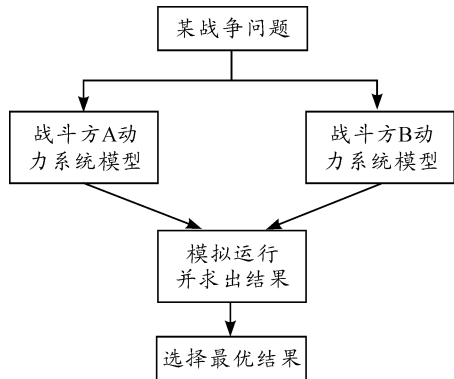 某战争问题
战斗方A动
力系统模型
战斗方B动
力系统模型
模拟运行
并求出结果
选择最优结果